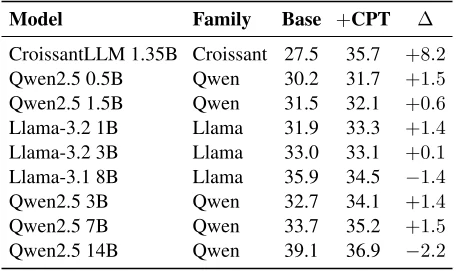 Model Family Base +CPT Δ
CroissantLLM 1.35B Croissant 27.5 35.7 +8.2
Qwen2.5 0.5B Qwen 30.2 31.7 +1.5
Qwen2.5 1.5B Qwen 31.5 32.1 +0.6
Llama-3.2 1B Llama 31.9 33.3 +1.4
Llama-3.2 3B Llama 33.0 33.1 +0.1
Llama-3.1 8B Llama 35.9 34.5 −1.4
Qwen2.5 3B Qwen 32.7 34.1 +1.4
Qwen2.5 7B Qwen 33.7 35.2 +1.5
Qwen2.5 14B Qwen 39.1 36.9 −2.2